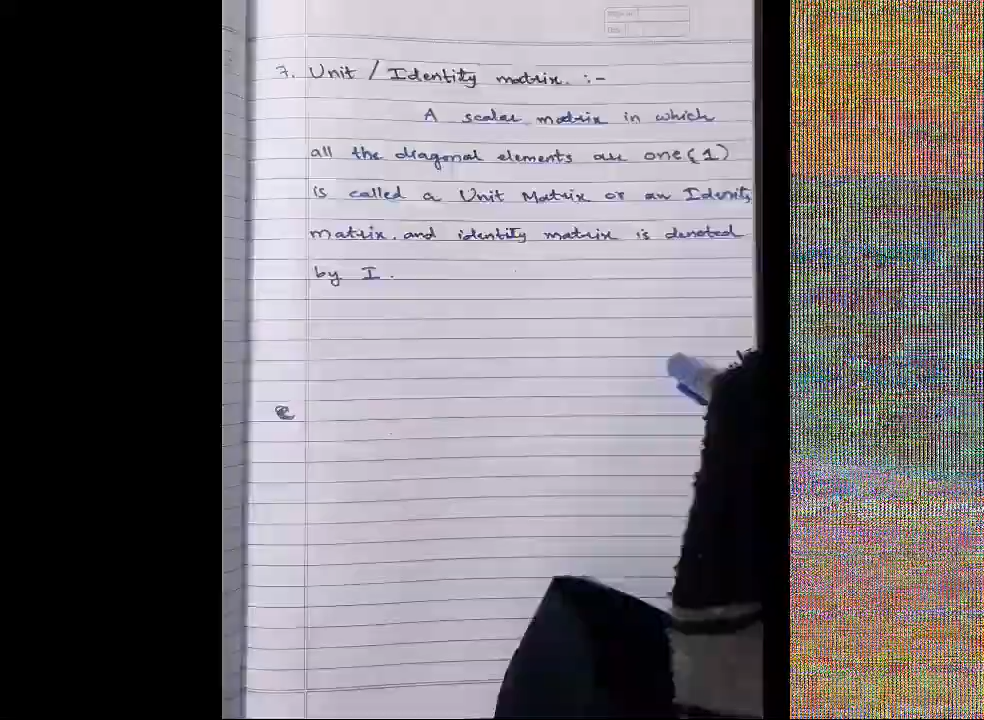 7. Unit / Identity matrix. :-
A scalar matrix in which
all the diagonal elements are one (1)
is called a Unit Matrix or an Idenity
matrix. and identity matrix is denoted
by I.